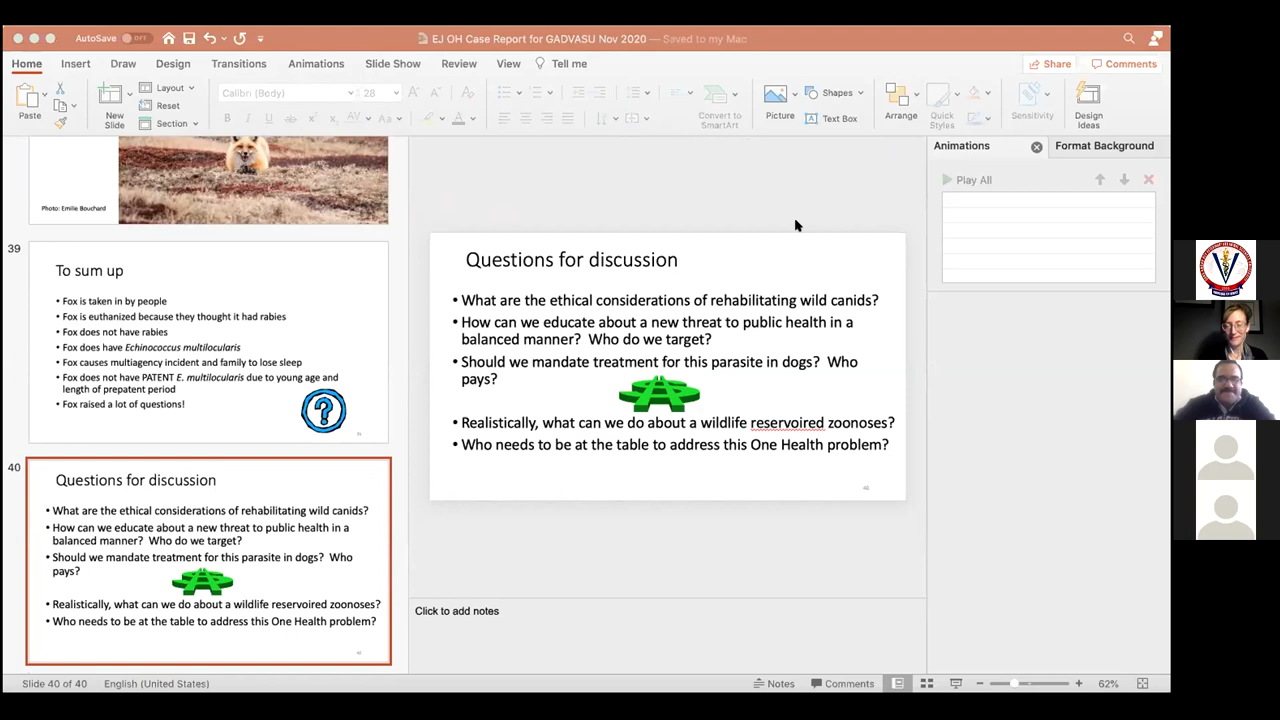 AutoSave OFF
EJ OH Case Report for GADVASU Nov 2020 — Saved to my Mac
Home Insert Draw Design Transitions Animations Slide Show Review View Tell me
Share Comments
Paste
New Slide
Layout
Reset
Section
Calibri (Body) 28
Convert to SmartArt
Picture
Shapes
Text Box
Arrange
Quick Styles
Sensitivity
Design Ideas
Photo: Emilie Bouchard
39
To sum up
• Fox is taken in by people
• Fox is euthanized because they thought it had rabies
• Fox does not have rabies
• Fox does have Echinococcus multilocularis
• Fox causes multiagency incident and family to lose sleep
• Fox does not have PATENT E. multilocularis due to young age and
length of prepatent period
• Fox raised a lot of questions!
?
40
Questions for discussion
• What are the ethical considerations of rehabilitating wild canids?
• How can we educate about a new threat to public health in a
balanced manner? Who do we target?
• Should we mandate treatment for this parasite in dogs? Who
pays?
• Realistically, what can we do about a wildlife reservoired zoonoses?
• Who needs to be at the table to address this One Health problem?
Questions for discussion
• What are the ethical considerations of rehabilitating wild canids?
• How can we educate about a new threat to public health in a
balanced manner? Who do we target?
• Should we mandate treatment for this parasite in dogs? Who
pays?
• Realistically, what can we do about a wildlife reservoired zoonoses?
• Who needs to be at the table to address this One Health problem?
40
Click to add notes
Animations
Format Background
Play All
Slide 40 of 40 English (United States)
Notes Comments 62%